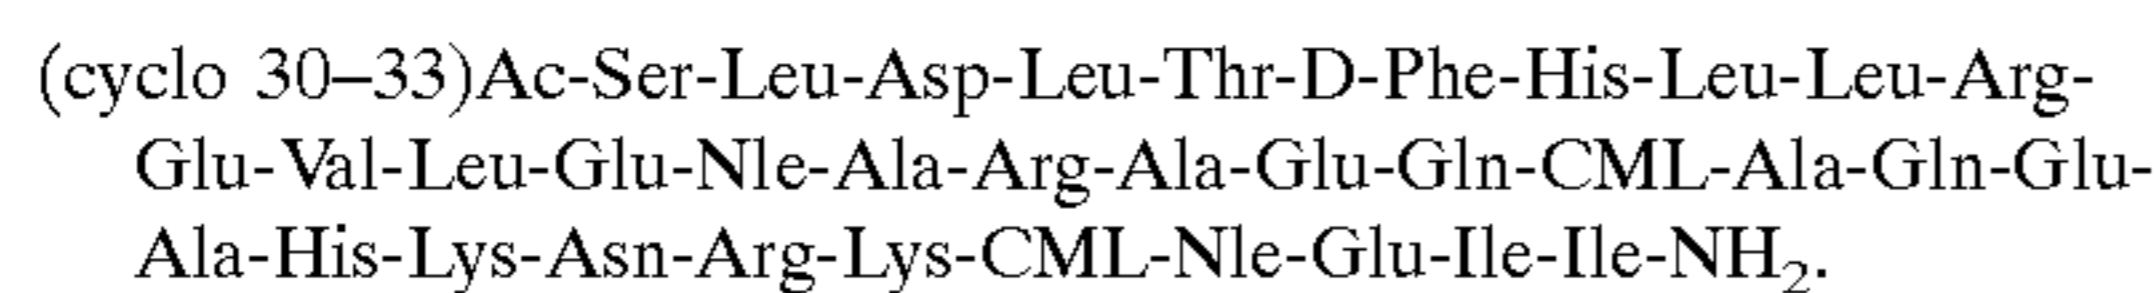 (cyclo 30–33)Ac-Ser-Leu-Asp-Leu-Thr-D-Phe-His-Leu-Leu-Arg-
Glu-Val-Leu-Glu-Nle-Ala-Arg-Ala-Glu-Gln-CML-Ala-Gln-Glu-
Ala-His-Lys-Asn-Arg-Lys-CML-Nle-Glu-Ile-Ile-NH₂.